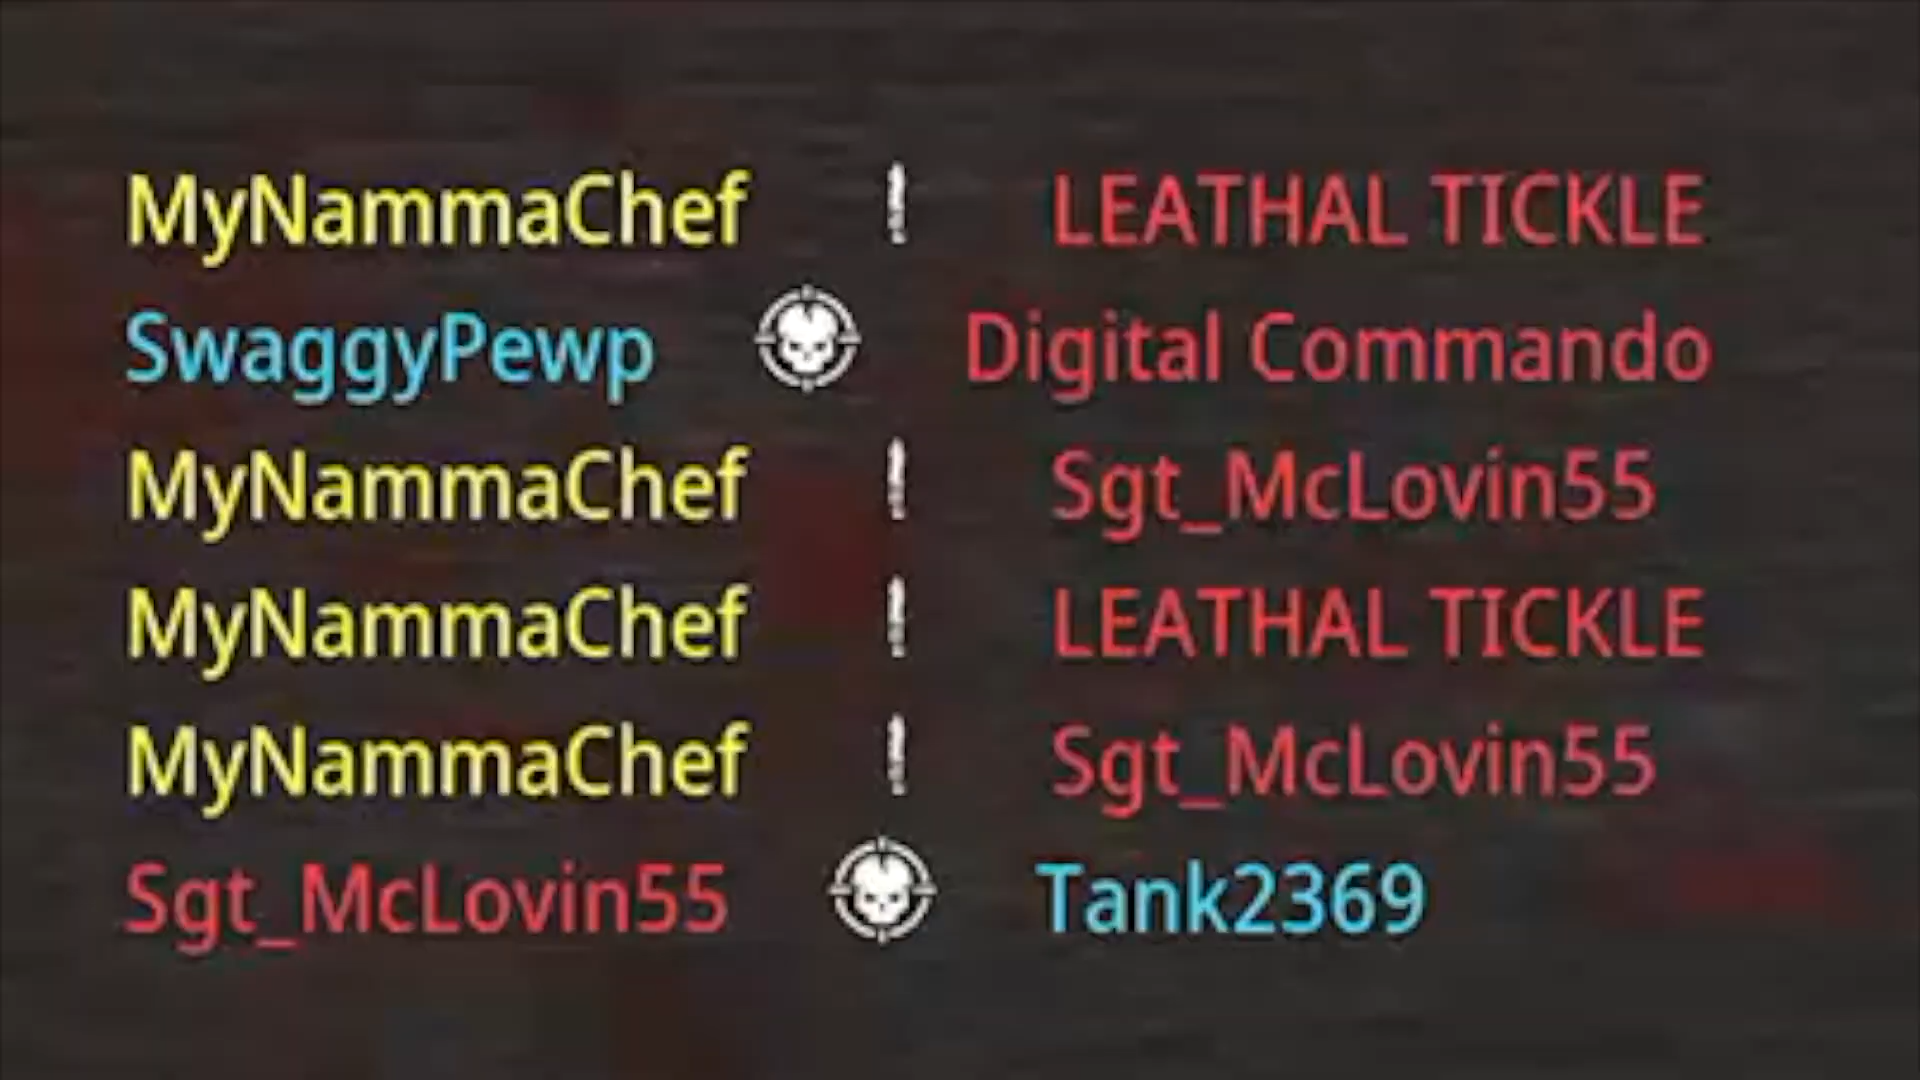 MyNammaChef LEATHAL TICKLE
SwaggyPewp Digital Commando
MyNammaChef Sgt_McLovin55
MyNammaChef LEATHAL TICKLE
MyNammaChef Sgt_McLovin55
Sgt_McLovin55 Tank2369